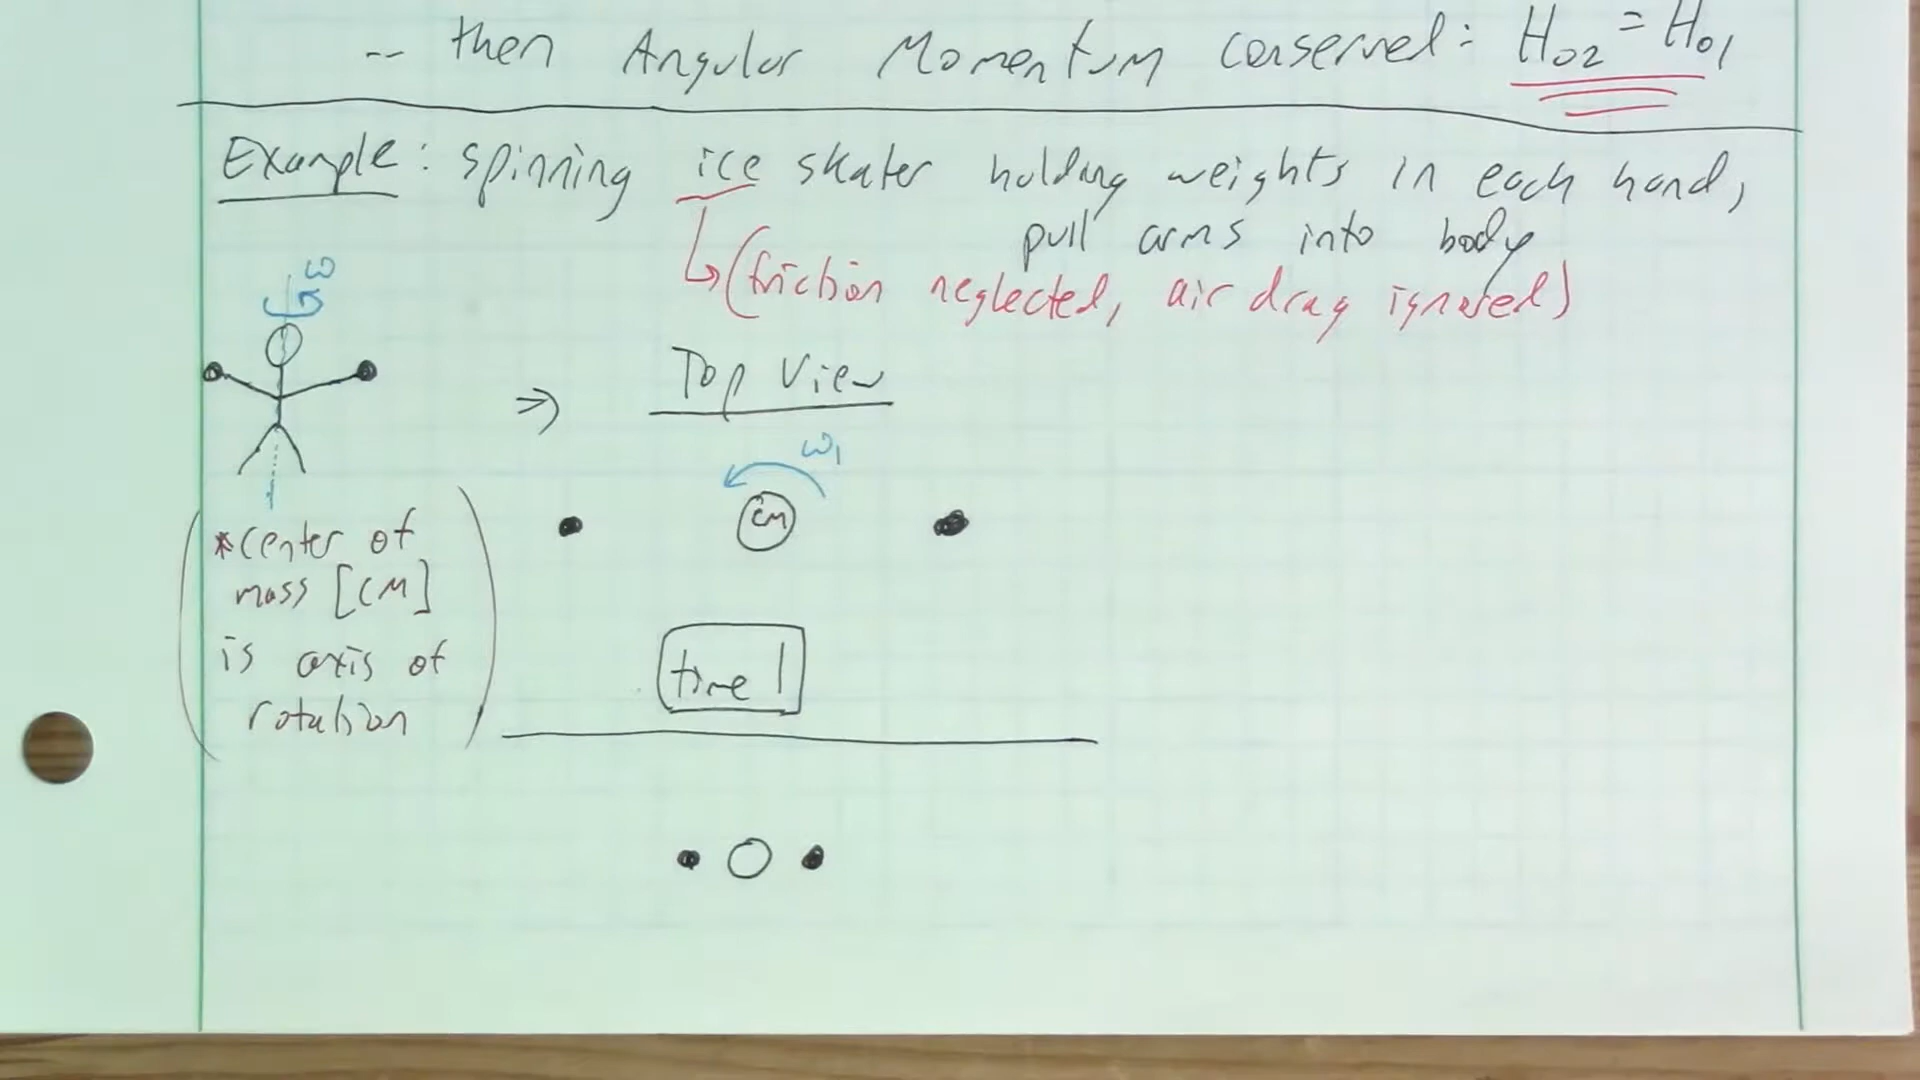 -- then Angular Momentum conserved: H02 = H01
Example: spinning ice skater holding weights in each hand,
pull arms into body
(friction neglected, air drag ignored)
ω
Top View
ω1
CM
*center of
mass [CM]
is axis of
rotation
time 1